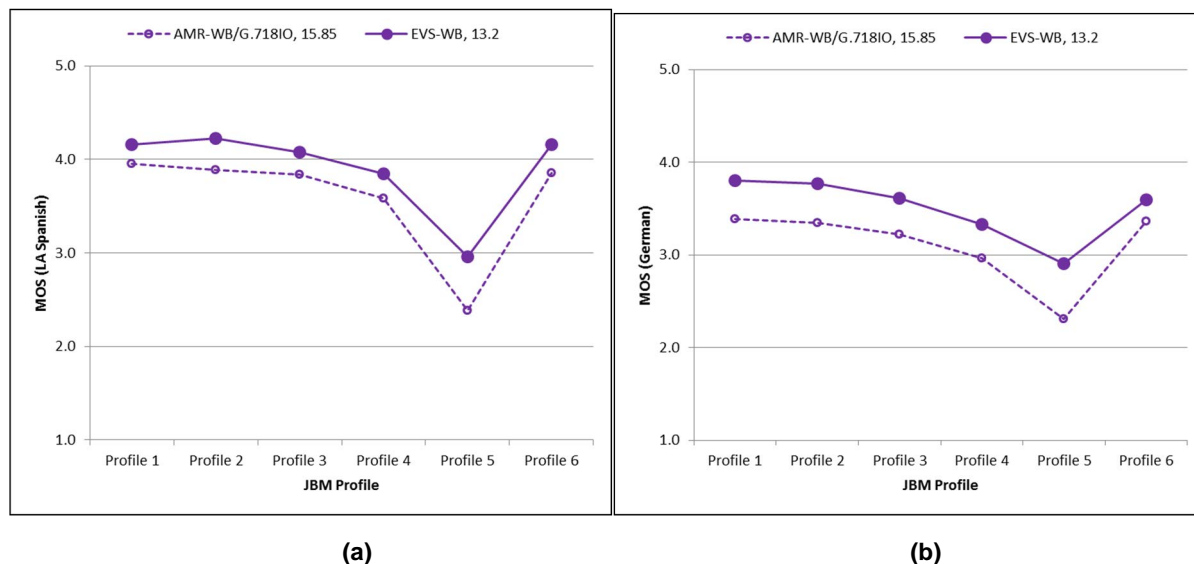 AMR-WB/G.718IO, 15.85 EVS-WB, 13.2
5.0
4.0
3.0
2.0
1.0
MOS (LA Spanish)
Profile 1 Profile 2 Profile 3 Profile 4 Profile 5 Profile 6
JBM Profile
(a)
AMR-WB/G.718IO, 15.85 EVS-WB, 13.2
5.0
4.0
3.0
2.0
1.0
MOS (German)
Profile 1 Profile 2 Profile 3 Profile 4 Profile 5 Profile 6
JBM Profile
(b)